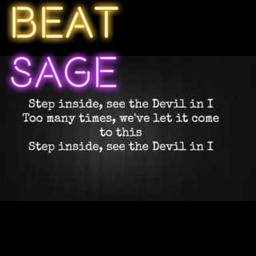 BEAT
SAGE
Step inside, see the Devil in I
Too many times, we've let it come
to this
Step inside, see the Devil in I